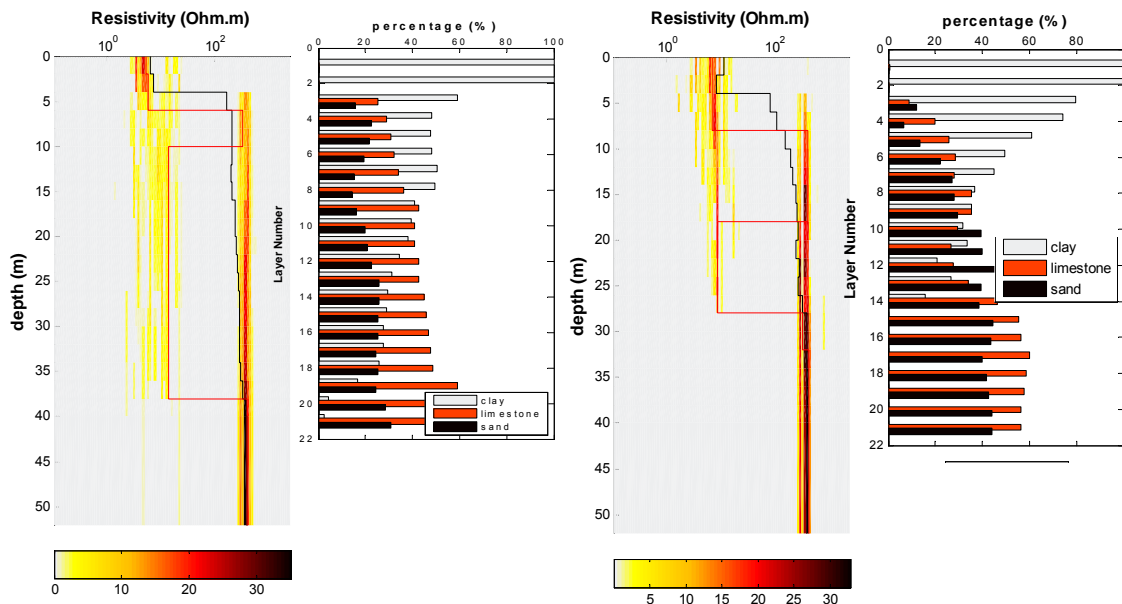 Resistivity (Ohm.m)
10^0 10^2
0
5
10
15
20
25
30
35
40
45
50
depth (m)
0 10 20 30
percentage (%)
0 20 40 60 80 100
0
2
4
6
8
10
12
14
16
18
20
22
Layer Number
clay
limestone
sand
Resistivity (Ohm.m)
10^0 10^2
0
5
10
15
20
25
30
35
40
45
50
depth (m)
5 10 15 20 25 30
percentage (%)
0 20 40 60 80
0
2
4
6
8
10
12
14
16
18
20
22
Layer Number
clay
limestone
sand